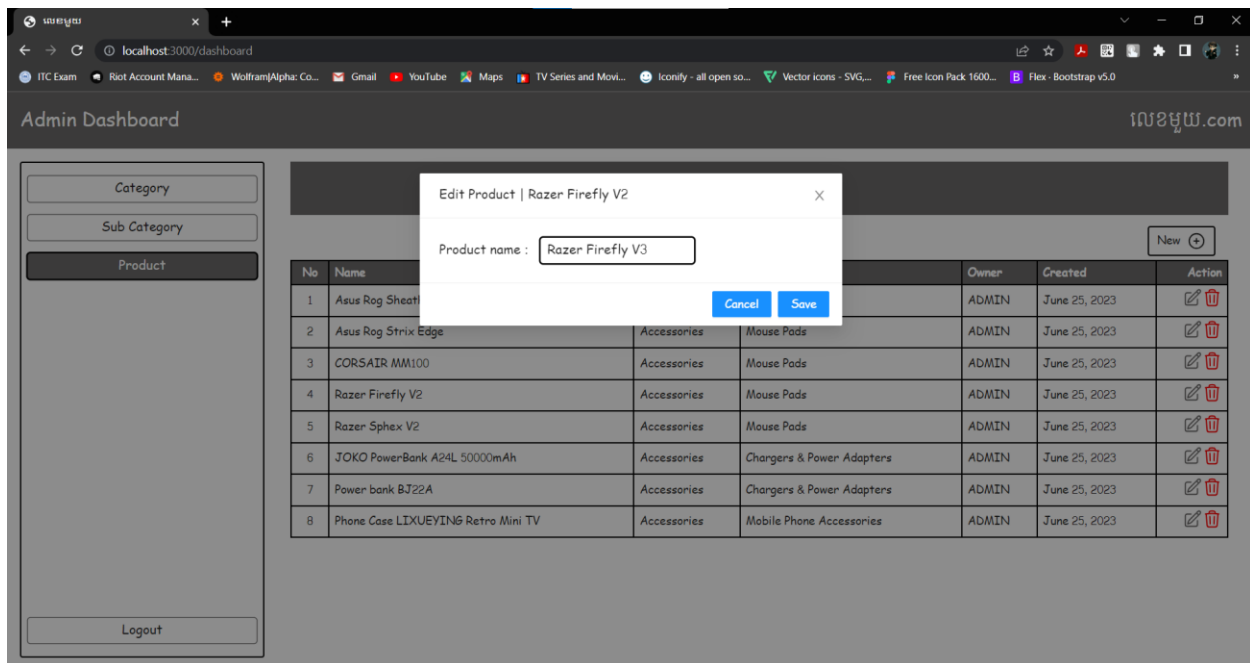 លេខមួយ
localhost:3000/dashboard
ITC Exam Riot Account Mana... Wolfram|Alpha: Co... Gmail YouTube Maps TV Series and Movi... Iconify - all open so... Vector icons - SVG,... Free Icon Pack 1600... Flex · Bootstrap v5.0 »
Admin Dashboard លេខមួយ.com
Category
Sub Category
Product
Logout
Edit Product | Razer Firefly V2
Product name : Razer Firefly V3
Cancel Save
New
No Name Owner Created Action
1 Asus Rog Sheat ADMIN June 25, 2023
2 Asus Rog Strix Edge Accessories Mouse Pads ADMIN June 25, 2023
3 CORSAIR MM100 Accessories Mouse Pads ADMIN June 25, 2023
4 Razer Firefly V2 Accessories Mouse Pads ADMIN June 25, 2023
5 Razer Sphex V2 Accessories Mouse Pads ADMIN June 25, 2023
6 JOKO PowerBank A24L 50000mAh Accessories Chargers & Power Adapters ADMIN June 25, 2023
7 Power bank BJ22A Accessories Chargers & Power Adapters ADMIN June 25, 2023
8 Phone Case LIXUEYING Retro Mini TV Accessories Mobile Phone Accessories ADMIN June 25, 2023